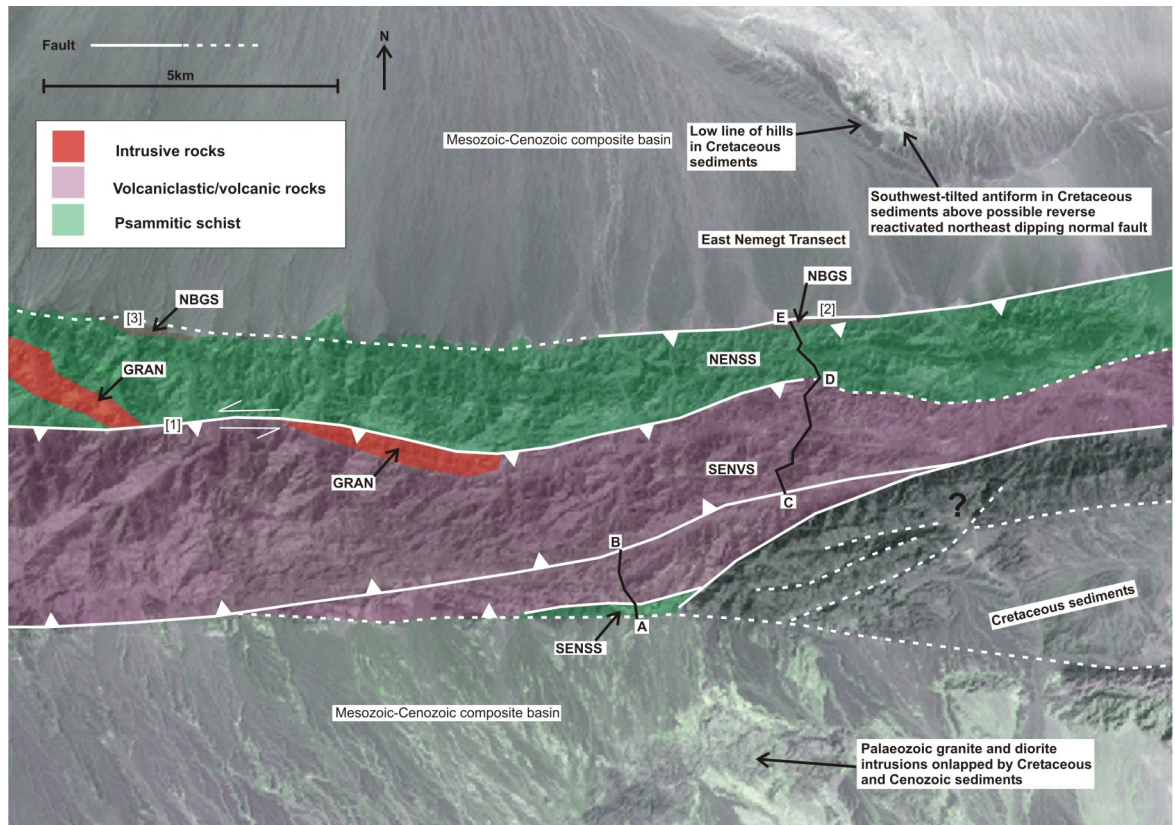 Fault
5km
N
Intrusive rocks
Volcaniclastic/volcanic rocks
Psammitic schist
Mesozoic-Cenozoic composite basin
Low line of hills
in Cretaceous
sediments
Southwest-tilted antiform in Cretaceous
sediments above possible reverse
reactivated northeast dipping normal fault
East Nemegt Transect
NBGS
NBGS
[3]
E
[2]
GRAN
NENSS
D
[1]
GRAN
SENVS
C
?
B
Cretaceous sediments
A
SENSS
Mesozoic-Cenozoic composite basin
Palaeozoic granite and diorite
intrusions onlapped by Cretaceous
and Cenozoic sediments